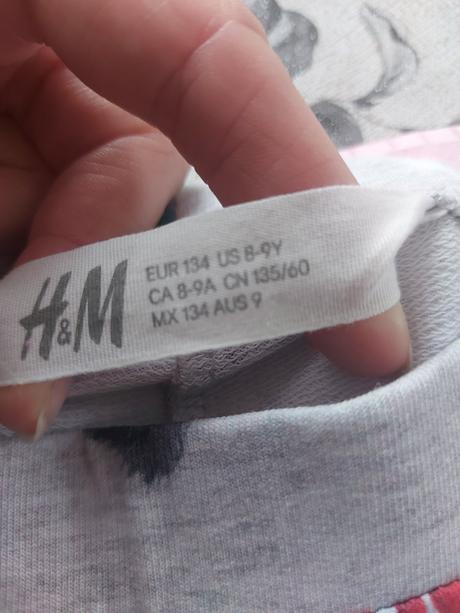 H&M
EUR 134 US 8-9Y
CA 8-9A CN 135/60
MX 134 AUS 9